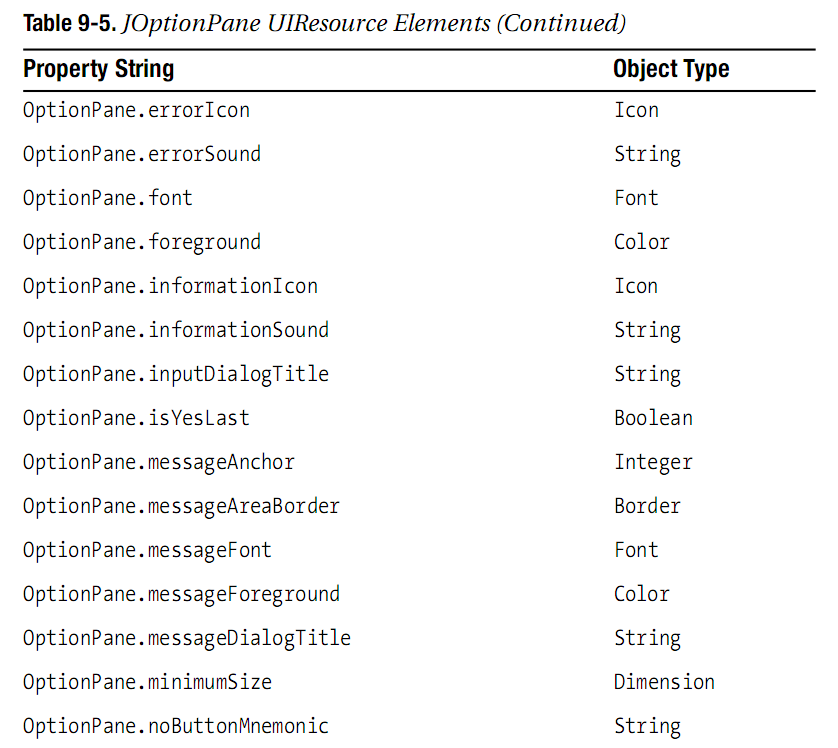 Table 9-5. JOptionPane UIResource Elements (Continued)
Property String Object Type
OptionPane.errorIcon Icon
OptionPane.errorSound String
OptionPane.font Font
OptionPane.foreground Color
OptionPane.informationIcon Icon
OptionPane.informationSound String
OptionPane.inputDialogTitle String
OptionPane.isYesLast Boolean
OptionPane.messageAnchor Integer
OptionPane.messageAreaBorder Border
OptionPane.messageFont Font
OptionPane.messageForeground Color
OptionPane.messageDialogTitle String
OptionPane.minimumSize Dimension
OptionPane.noButtonMnemonic String